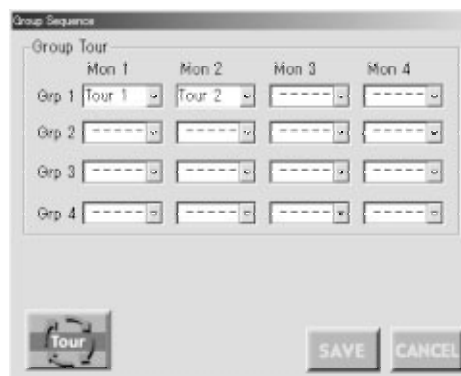 Group Sequence
Group Tour
Mon 1 Mon 2 Mon 3 Mon 4
Grp 1 Tour 1 Tour 2 ----- -----
Grp 2 ----- ----- ----- -----
Grp 3 ----- ----- ----- -----
Grp 4 ----- ----- ----- -----
Tour SAVE CANCEL